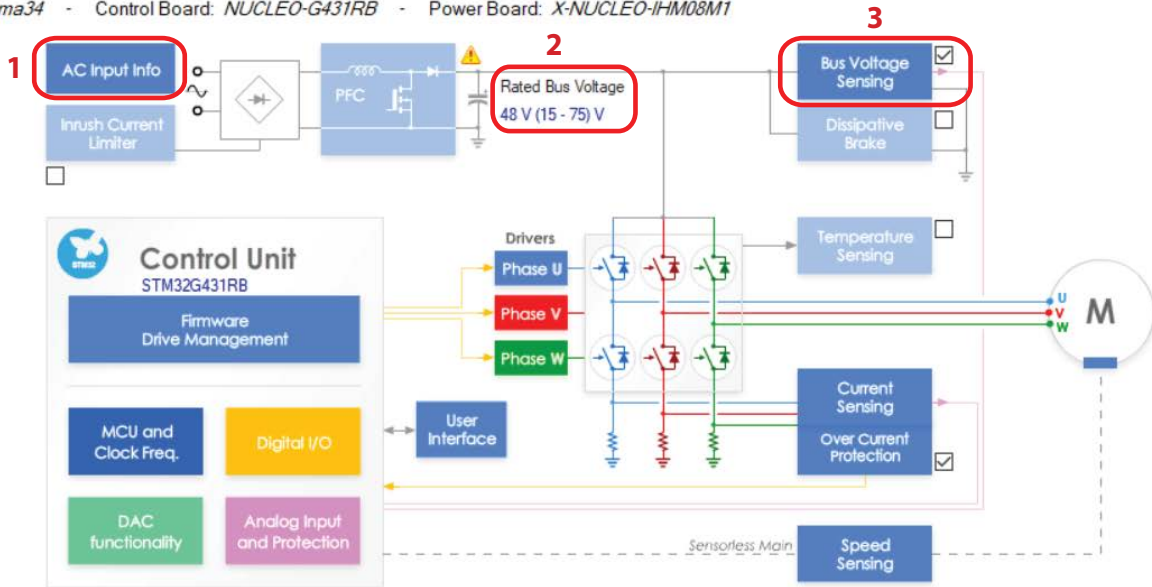 ma34 - Control Board: NUCLEO-G431RB - Power Board: X-NUCLEO-IHM08M1
1
AC Input Info
2
3
PFC
Rated Bus Voltage
48 V (15 - 75) V
Bus Voltage
Sensing
Inrush Current
Limiter
Dissipative
Brake
STM32
Control Unit
STM32G431RB
Firmware
Drive Management
Drivers
Phase U
Phase V
Phase W
Temperature
Sensing
U
V
W
M
MCU and
Clock Freq.
Digital I/O
User
Interface
Current
Sensing
Over Current
Protection
DAC
functionality
Analog Input
and Protection
Sensorless Main
Speed
Sensing